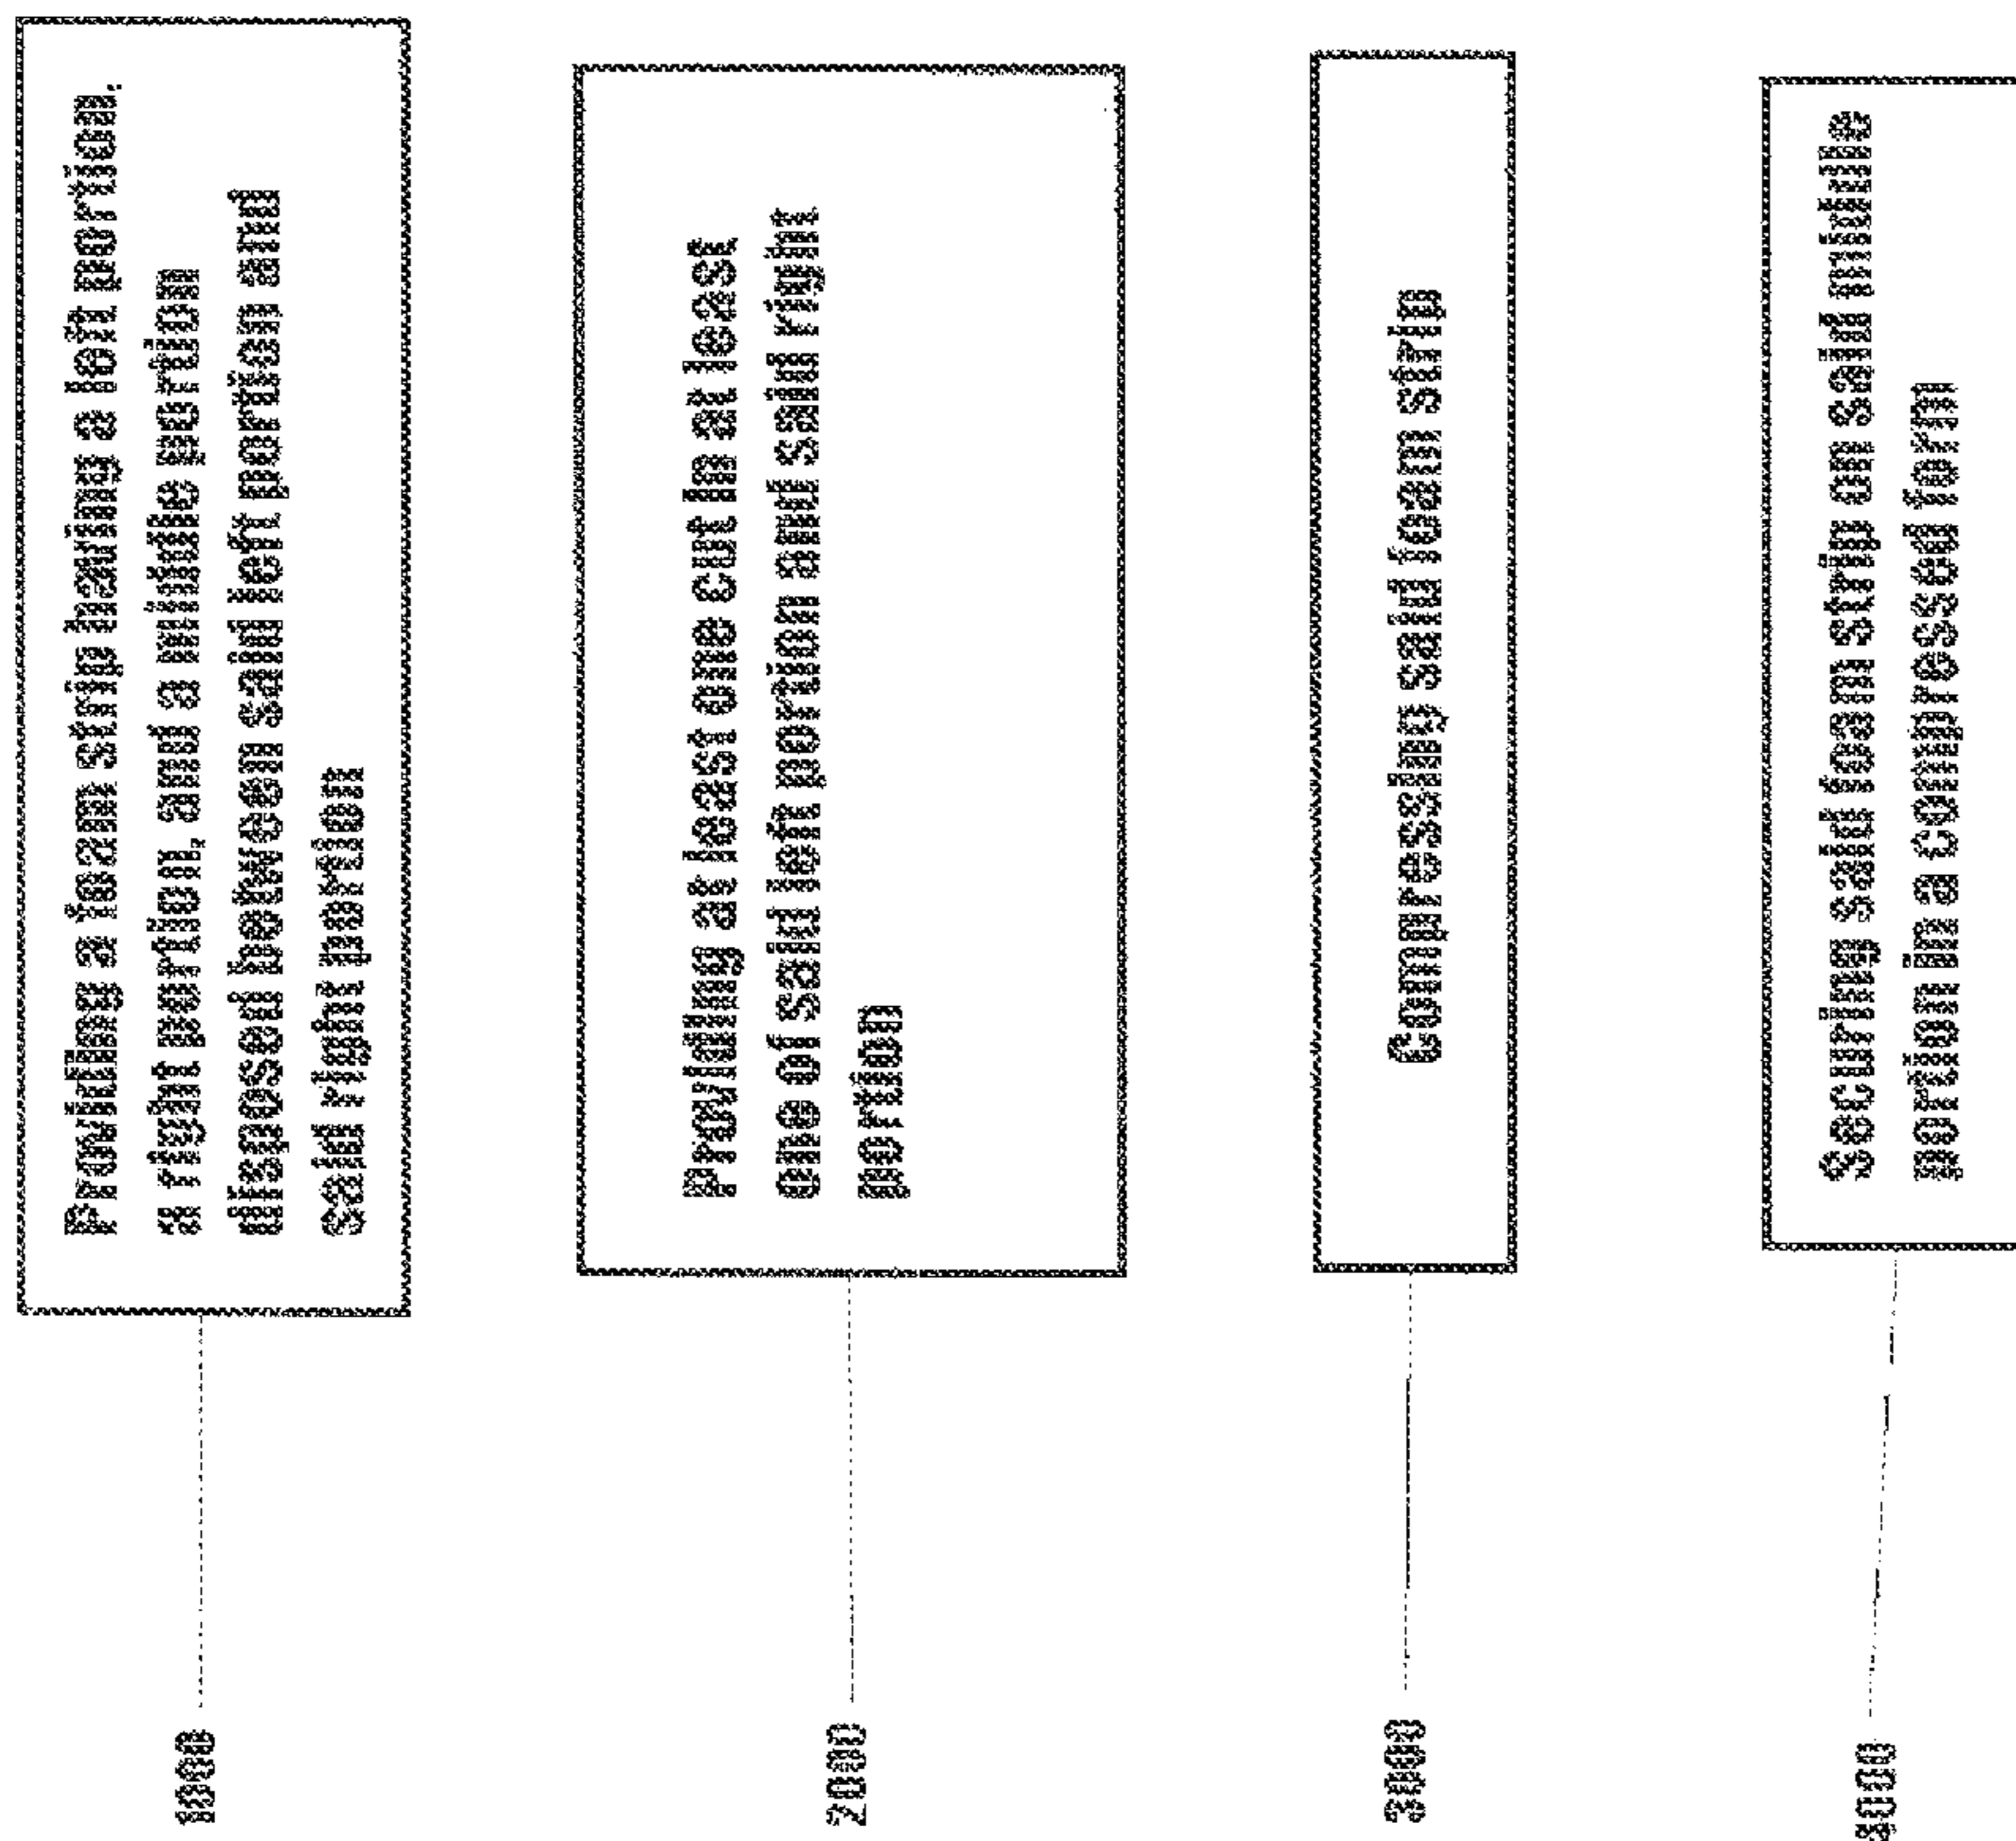 1000
Providing a foam strip having a left portion,
a right portion, and a middle portion
disposed between said left portion and
said right portion
2000
Providing at least one cut in at least
one of said left portion and said right
portion
3000
Compressing said foam strip
4000
Securing said foam strip on said middle
portion in a compressed form